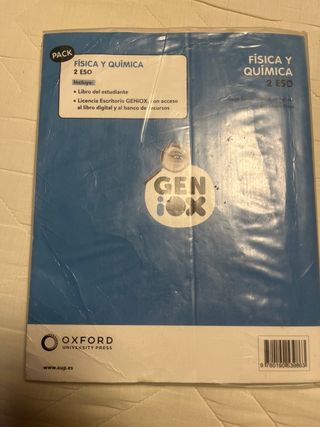 PACK
FÍSICA Y QUÍMICA
2 ESO
Incluye:
• Libro del estudiante
• Licencia Escritorio GENiOX, con acceso
al libro digital y al banco de recursos
FÍSICA Y
QUÍMICA
2 ESO
GEN
iOX
OXFORD
UNIVERSITY PRESS
www.oup.es
9780190539863